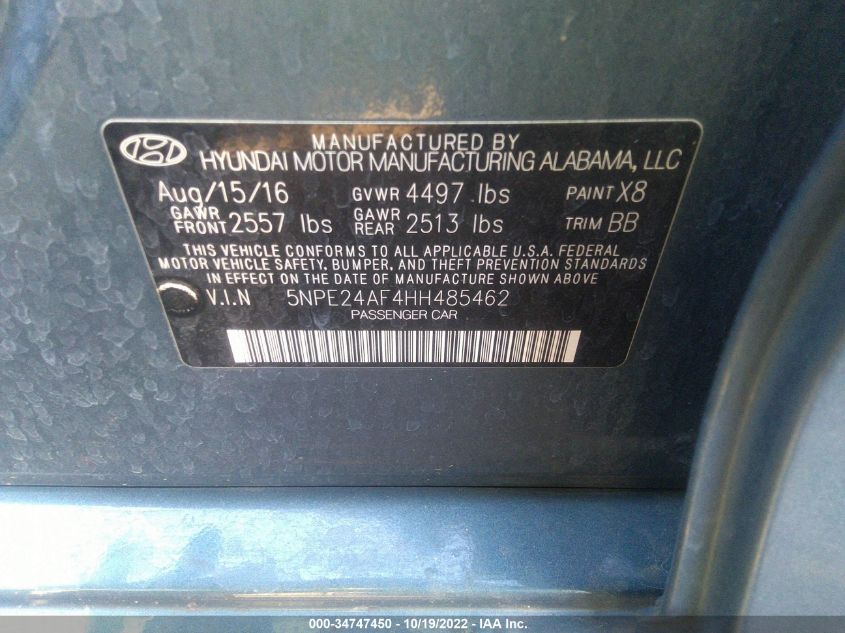 MANUFACTURED BY
HYUNDAI MOTOR MANUFACTURING ALABAMA, LLC
Aug/15/16 GVWR 4497 lbs PAINT X8
GAWR FRONT 2557 lbs GAWR REAR 2513 lbs TRIM BB
THIS VEHICLE CONFORMS TO ALL APPLICABLE U.S.A. FEDERAL
MOTOR VEHICLE SAFETY, BUMPER, AND THEFT PREVENTION STANDARDS
IN EFFECT ON THE DATE OF MANUFACTURE SHOWN ABOVE
V.I.N 5NPE24AF4HH485462
PASSENGER CAR
000-34747450 - 10/19/2022 - IAA Inc.